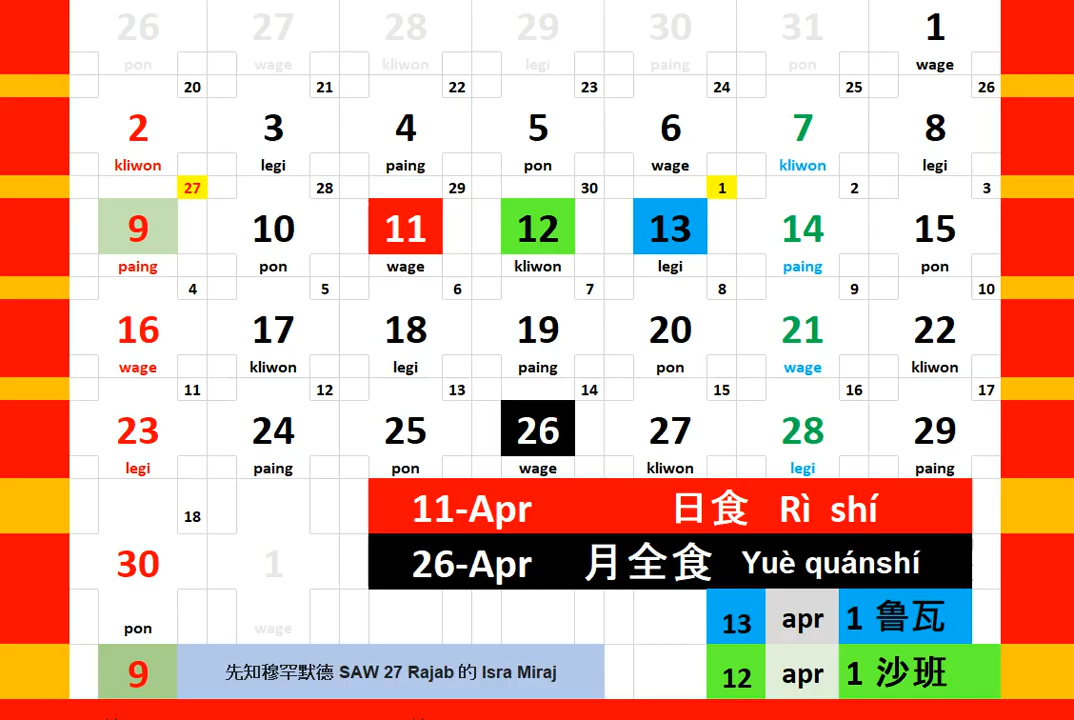 26 27 28 29 30 31 1
pon wage kliwon legi paing pon wage
20 21 22 23 24 25 26
2 3 4 5 6 7 8
kliwon legi paing pon wage kliwon legi
27 28 29 30 1 2 3
9 10 11 12 13 14 15
paing pon wage kliwon legi paing pon
4 5 6 7 8 9 10
16 17 18 19 20 21 22
wage kliwon legi paing pon wage kliwon
11 12 13 14 15 16 17
23 24 25 26 27 28 29
legi paing pon wage kliwon legi paing
18 11-Apr 日食 Rì shí
30 1 26-Apr 月全食 Yuè quánshí
pon wage 13 apr 1 鲁瓦
9 先知穆罕默德 SAW 27 Rajab 的 Isra Miraj 12 apr 1 沙班